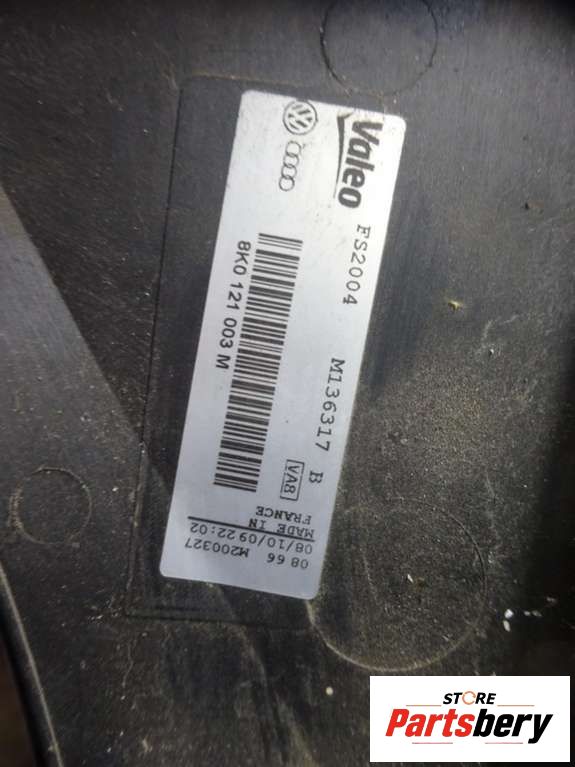 Valeo
FS2004
M136317 B
VA8
8K0 121 003 M
MADE IN
FRANCE
08 66
08/10/09 22:02
M200327
STORE
Partsbery